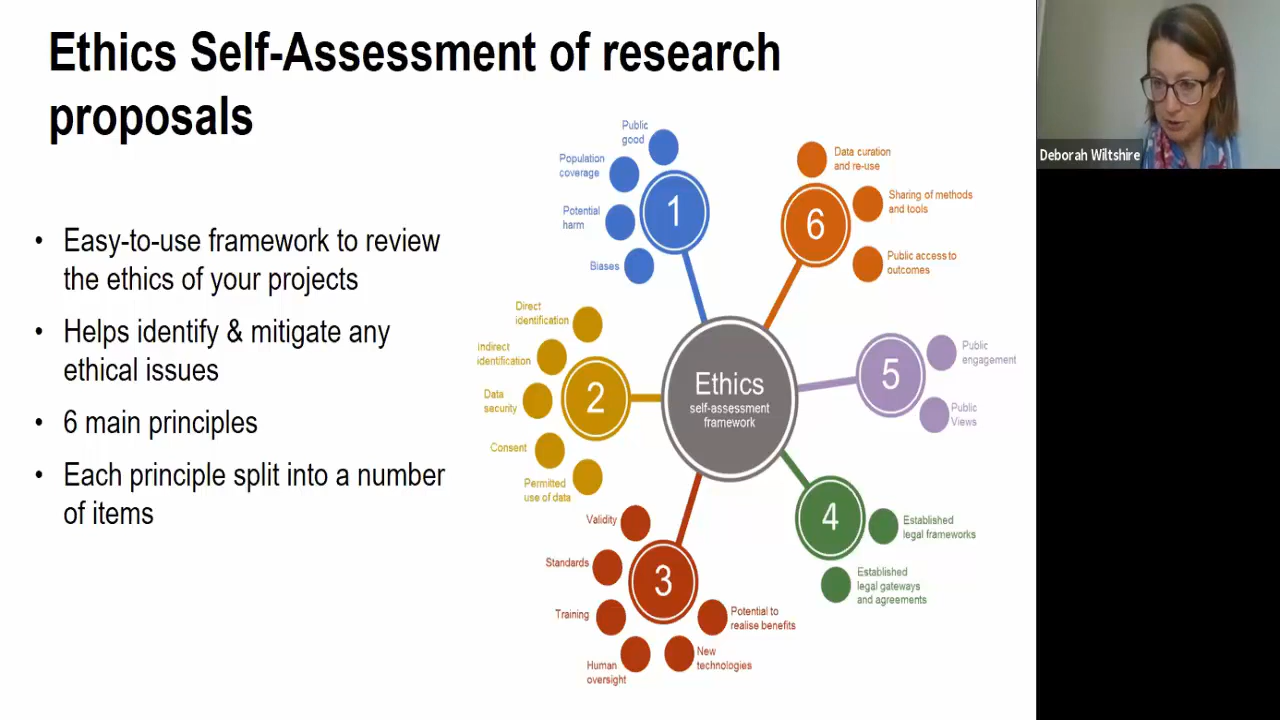 Ethics Self-Assessment of research
proposals
• Easy-to-use framework to review
the ethics of your projects
• Helps identify & mitigate any
ethical issues
• 6 main principles
• Each principle split into a number
of items
Public
good
Population
coverage
Potential
harm
Biases
1
Direct
identification
Indirect
identification
Data
security
Consent
Permitted
use of data
2
Validity
Standards
Training
Human
oversight
New
technologies
Potential to
realise benefits
3
Ethics
self-assessment
framework
4
Established
legal frameworks
Established
legal gateways
and agreements
5
Public
engagement
Public
Views
6
Data curation
and re-use
Sharing of methods
and tools
Public access to
outcomes
Deborah Wiltshire